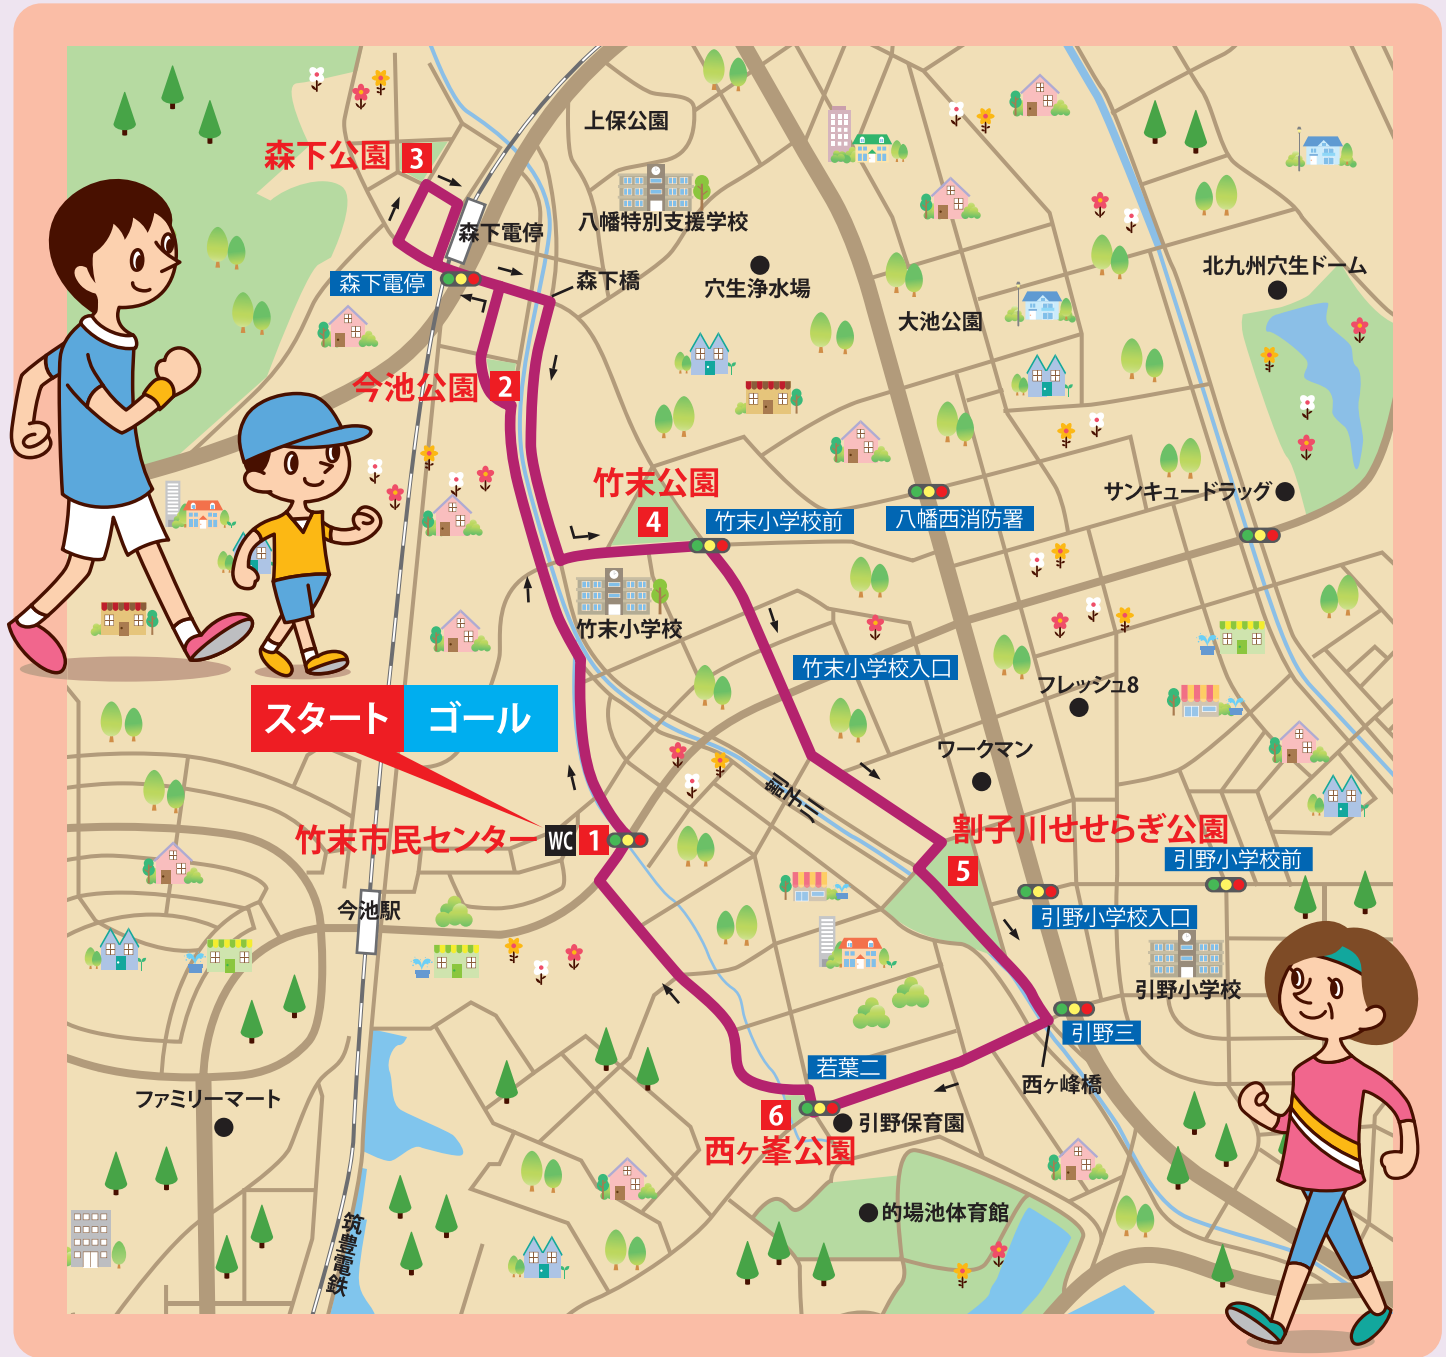 上保公園
森下公園
3
八幡特別支援学校
森下電停
森下電停
森下橋
穴生浄水場
北九州穴生ドーム
大池公園
今池公園
2
竹末公園
4
竹末小学校前
八幡西消防署
サンキュードラッグ
竹末小学校
竹末小学校入口
フレッシュ8
スタート
ゴール
ワークマン
割子川
竹末市民センター
WC
1
割子川せせらぎ公園
5
引野小学校前
今池駅
引野小学校入口
引野小学校
引野三
若葉二
西ヶ峰橋
ファミリーマート
6
引野保育園
西ヶ峯公園
的場池体育館
筑豊電鉄